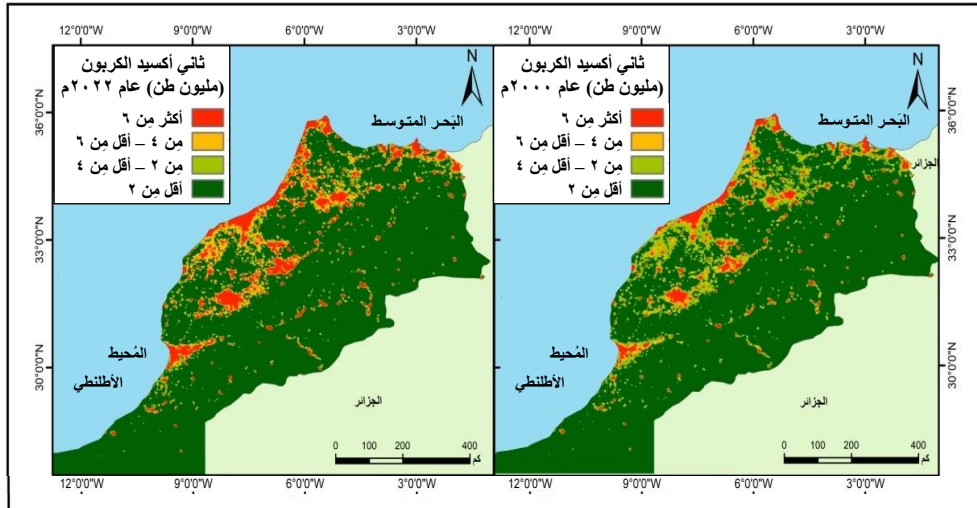 12°0'0"W 9°0'0"W 6°0'0"W 3°0'0"W
12°0'0"W 9°0'0"W 6°0'0"W 3°0'0"W
ثاني أكسيد الكربون
(مليون طن) عام ٢٠٢٢م
أكثر مِن ٦
مِن ٤ – أقل مِن ٦
مِن ٢ – أقل مِن ٤
أقل مِن ٢
N
البَحر المتوسط
المُحيط
الأطلنطي
الجزائر
0 100 200 400
كم
ثاني أكسيد الكربون
(مليون طن) عام ٢٠٠٠م
أكثر مِن ٦
مِن ٤ – أقل مِن ٦
مِن ٢ – أقل مِن ٤
أقل مِن ٢
N
البَحر المتوسط
الجزائر
المُحيط
الأطلنطي
الجزائر
0 100 200 400
كم
36°0'0"N
33°0'0"N
30°0'0"N
36°0'0"N
33°0'0"N
30°0'0"N
12°0'0"W 9°0'0"W 6°0'0"W 3°0'0"W
12°0'0"W 9°0'0"W 6°0'0"W 3°0'0"W